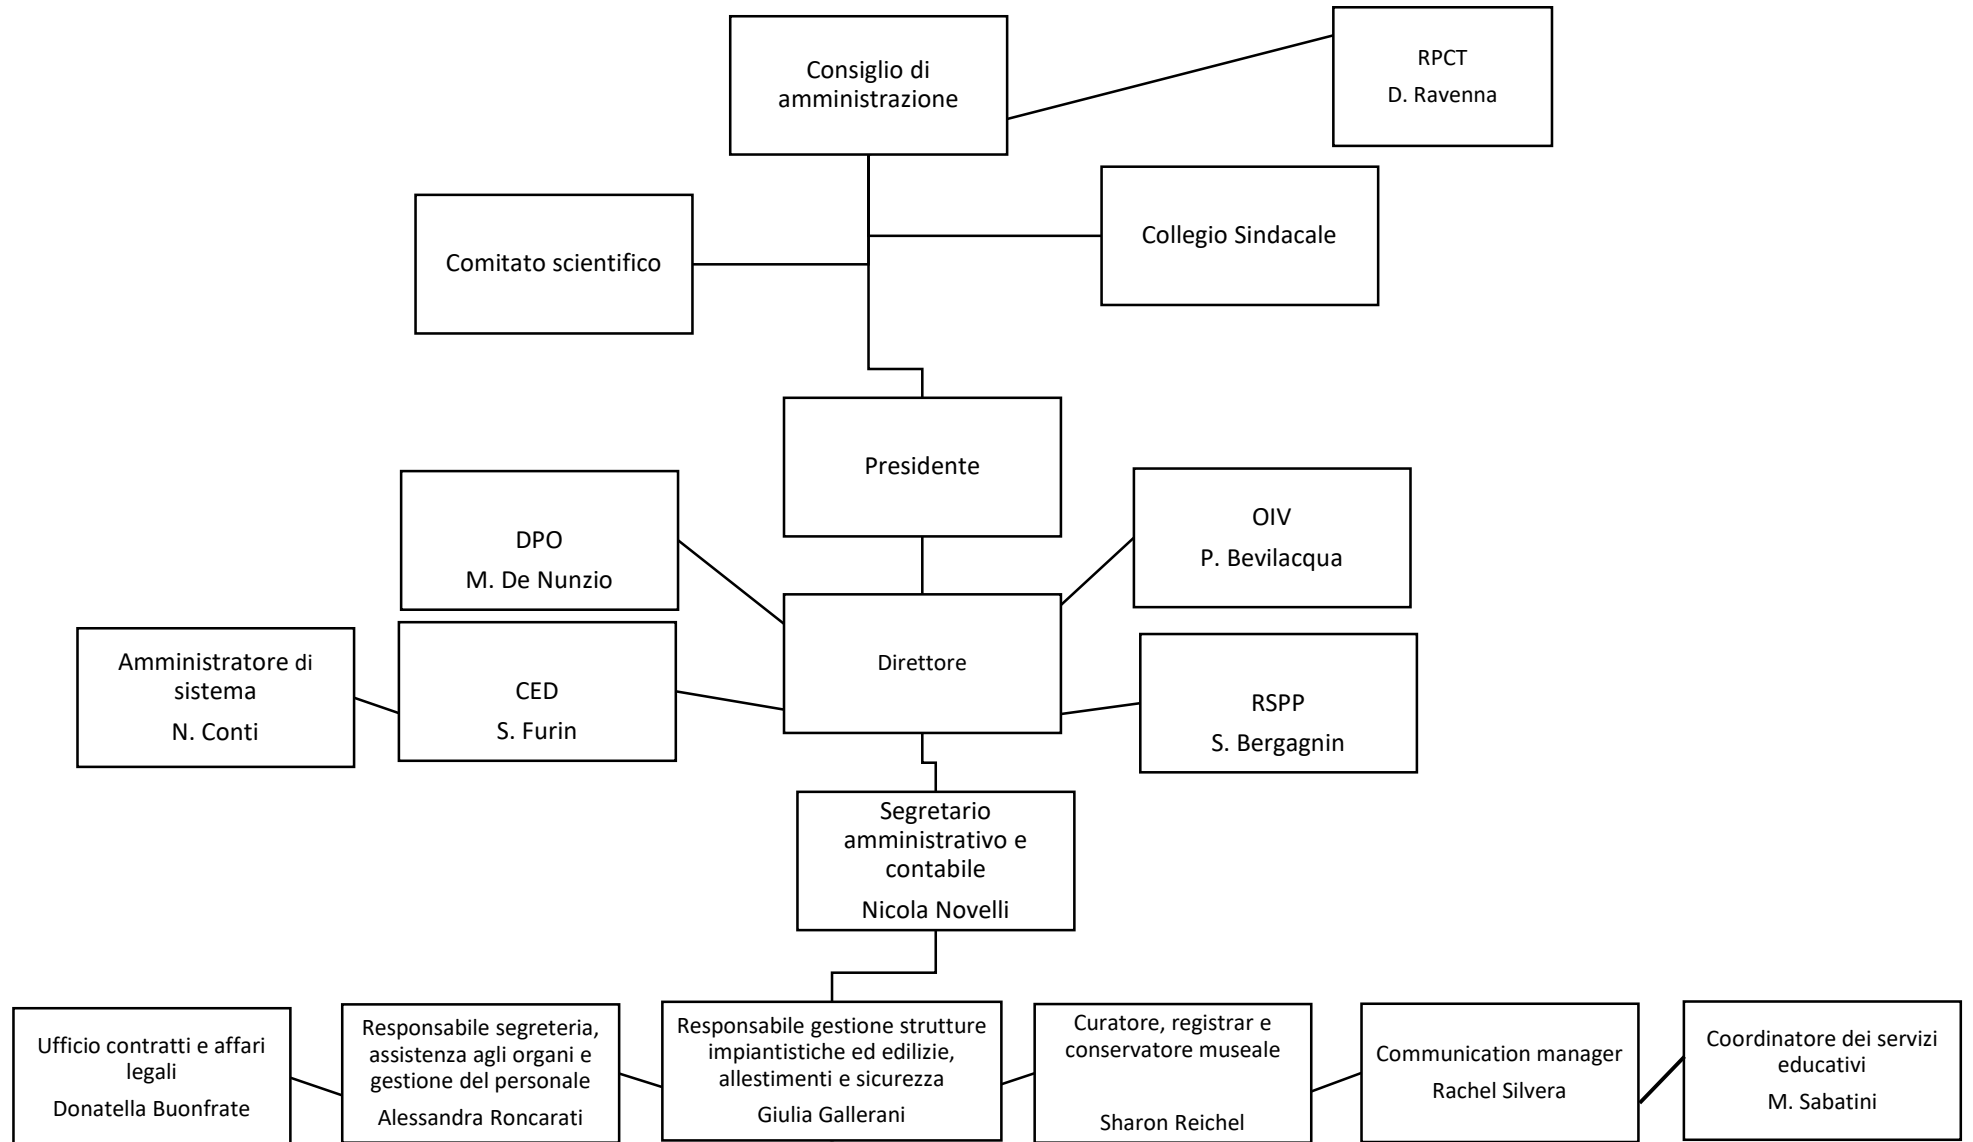 Consiglio di
amministrazione
RPCT
D. Ravenna
Comitato scientifico
Collegio Sindacale
Presidente
DPO
M. De Nunzio
OIV
P. Bevilacqua
Amministratore di
sistema
N. Conti
CED
S. Furin
Direttore
RSPP
S. Bergagnin
Segretario
amministrativo e
contabile
Nicola Novelli
Ufficio contratti e affari
legali
Donatella Buonfrate
Responsabile segreteria,
assistenza agli organi e
gestione del personale
Alessandra Roncarati
Responsabile gestione strutture
impiantistiche ed edilizie,
allestimenti e sicurezza
Giulia Gallerani
Curatore, registrar e
conservatore museale
Sharon Reichel
Communication manager
Rachel Silvera
Coordinatore dei servizi
educativi
M. Sabatini